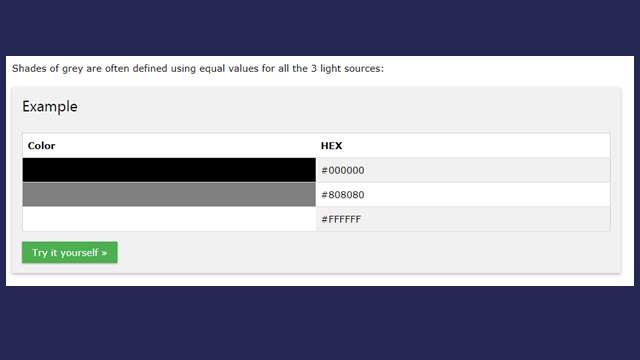 Shades of grey are often defined using equal values for all the 3 light sources:
Example
Color HEX
#000000
#808080
#FFFFFF
Try it yourself »